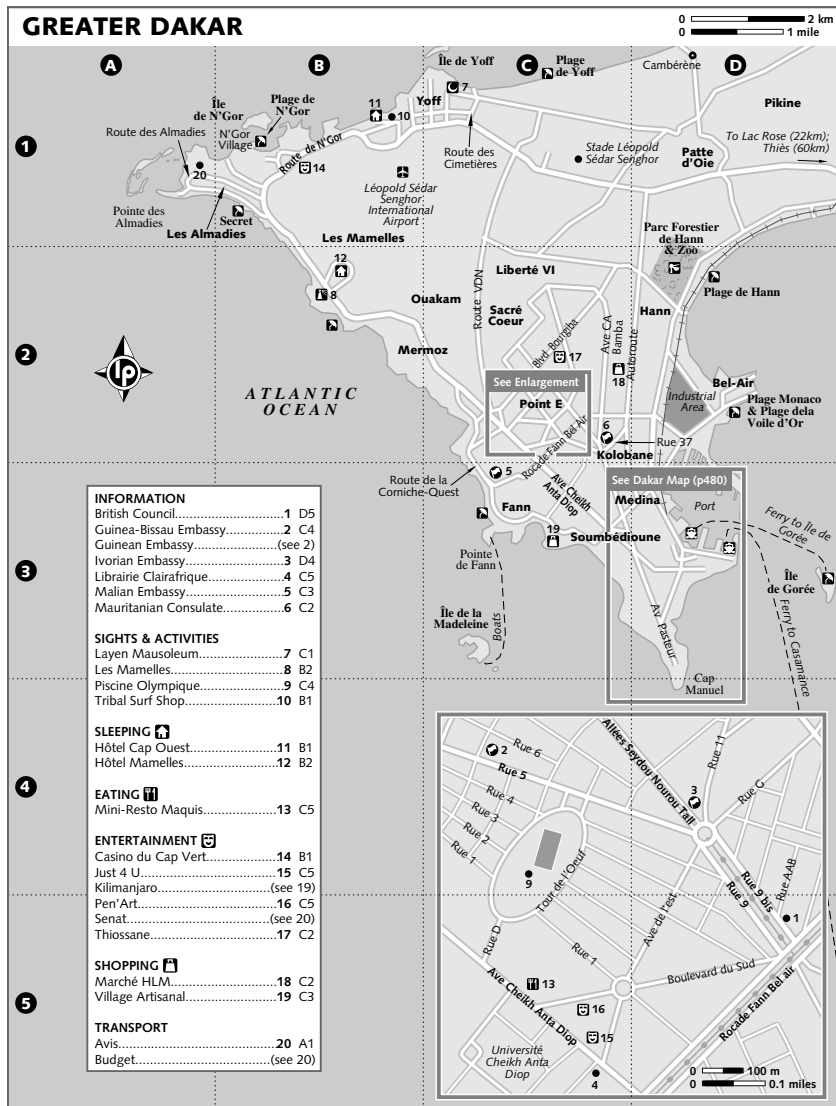 GREATER DAKAR
0 2 km
0 1 mile
A
B
C
D
1
2
3
4
5
Île de Yoff
Plage
de Yoff
Cambérène
7
Île
de N'Gor
Plage de
N'Gor
11
Yoff
10
Pikine
Route des Almadies
N'Gor
Village
Route de N'Gor
Route des
Cimetières
Stade Léopold
Sédar Senghor
Patte
d'Oie
To Lac Rose (22km);
Thiès (60km)
20
14
Léopold Sédar
Senghor
International
Airport
Pointe des
Almadies
Secret
Les Almadies
Les Mamelles
Parc Forestier
de Hann
& Zoo
12
Liberté VI
8
Ouakam
Route VDN
Sacré
Coeur
Hann
Plage de Hann
Mermoz
Blvd. Bourgiba
17
Ave CA
Bamba
Autoroute
18
lp
ATLANTIC
OCEAN
See Enlargement
Point E
Bel-Air
Industrial
Area
Plage Monaco
& Plage dela
Voile d'Or
6
Rue 37
Rocade Fann Bel Air
Kolobane
Route de la
Corniche-Quest
5
Ave Cheikh
Anta Diop
See Dakar Map (p480)
Medina
Port
Fann
19
Soumbédioune
Ferry to Île de
Gorée
Pointe
de Fann
Île
de Gorée
Île de la
Madeleine
Boats
Av. Pasteur
Ferry to Casamance
Cap
Manuel
INFORMATION
British Council.....................1 D5
Guinea-Bissau Embassy........2 C4
Guinean Embassy..............(see 2)
Ivorian Embassy...................3 D4
Librairie Clairafrique.............4 C5
Malian Embassy....................5 C3
Mauritanian Consulate..........6 C2
SIGHTS & ACTIVITIES
Layen Mausoleum.................7 C1
Les Mamelles........................8 B2
Piscine Olympique.................9 C4
Tribal Surf Shop..................10 B1
SLEEPING
Hôtel Cap Ouest.................11 B1
Hôtel Mamelles...................12 B2
EATING
Mini-Resto Maquis..............13 C5
ENTERTAINMENT
Casino du Cap Vert.............14 B1
Just 4 U..............................15 C5
Kilimanjaro......................(see 19)
Pen'Art...............................16 C5
Senat..............................(see 20)
Thiossane...........................17 C2
SHOPPING
Marché HLM.......................18 C2
Village Artisanal..................19 C3
TRANSPORT
Avis....................................20 A1
Budget............................(see 20)
2
Rue 6
Rue 5
Rue 4
Rue 3
Rue 2
Rue 1
Allées Seydou Nourou Tall
Rue 11
3
Rue G
9
Tour de l'Oeuf
Rue 9
Rue 9 bis
Rue AAB
1
Rue D
Ave de l'est
Rue 1
Boulevard du Sud
13
16
15
Ave Cheikh Anta Diop
Rocade Fann Bel air
Université
Cheikh Anta
Diop
4
0 100 m
0 0.1 miles